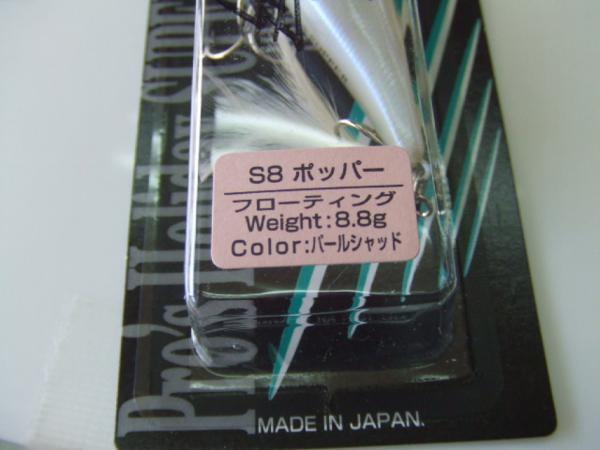 S8 ポッパー
フローティング
Weight:8.8g
Color:パールシャッド
Pro's
MADE IN JAPAN.